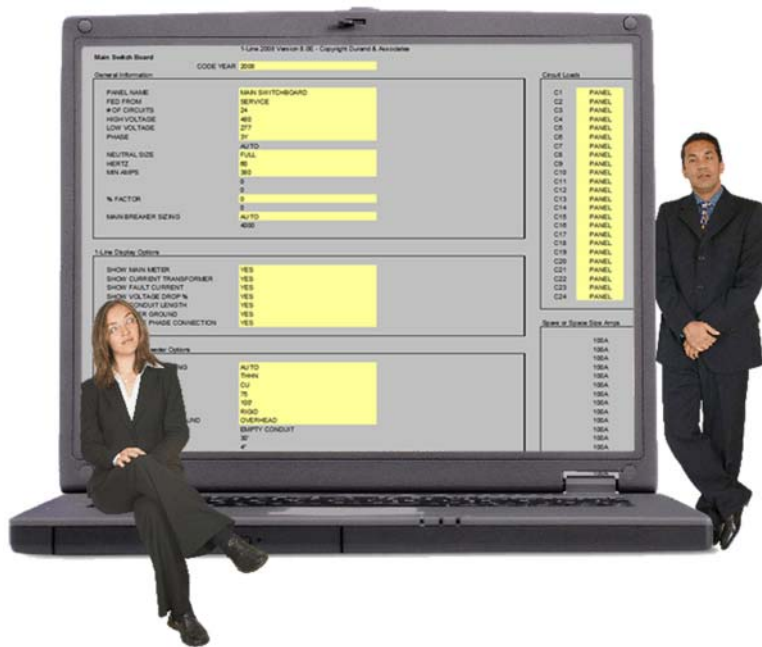 1-Line 2008 Version 8.0E - Copyright Durand & Associates
Main Switch Board
CODE YEAR 2008
General Information
PANEL NAME MAIN SWITCHBOARD
FED FROM SERVICE
# OF CIRCUITS 24
HIGH VOLTAGE 480
LOW VOLTAGE 277
PHASE 3Y
AUTO
NEUTRAL SIZE FULL
HERTZ 60
MIN AMPS 380
0
0
% FACTOR 0
0
MAIN BREAKER SIZING AUTO
4000
1-Line Display Options
SHOW MAIN METER YES
SHOW CURRENT TRANSFORMER YES
SHOW FAULT CURRENT YES
SHOW VOLTAGE DROP % YES
CONDUIT LENGTH YES
GROUND YES
PHASE CONNECTION YES
Feeder Options
AUTO
THHN
CU
75
100'
RIGID
OVERHEAD
EMPTY CONDUIT
30'
4"
Circuit Loads
C1 PANEL
C2 PANEL
C3 PANEL
C4 PANEL
C5 PANEL
C6 PANEL
C7 PANEL
C8 PANEL
C9 PANEL
C10 PANEL
C11 PANEL
C12 PANEL
C13 PANEL
C14 PANEL
C15 PANEL
C16 PANEL
C17 PANEL
C18 PANEL
C19 PANEL
C20 PANEL
C21 PANEL
C22 PANEL
C23 PANEL
C24 PANEL
Spare or Space Size Amps
100A
100A
100A
100A
100A
100A
100A
100A
100A
100A
100A
100A
100A